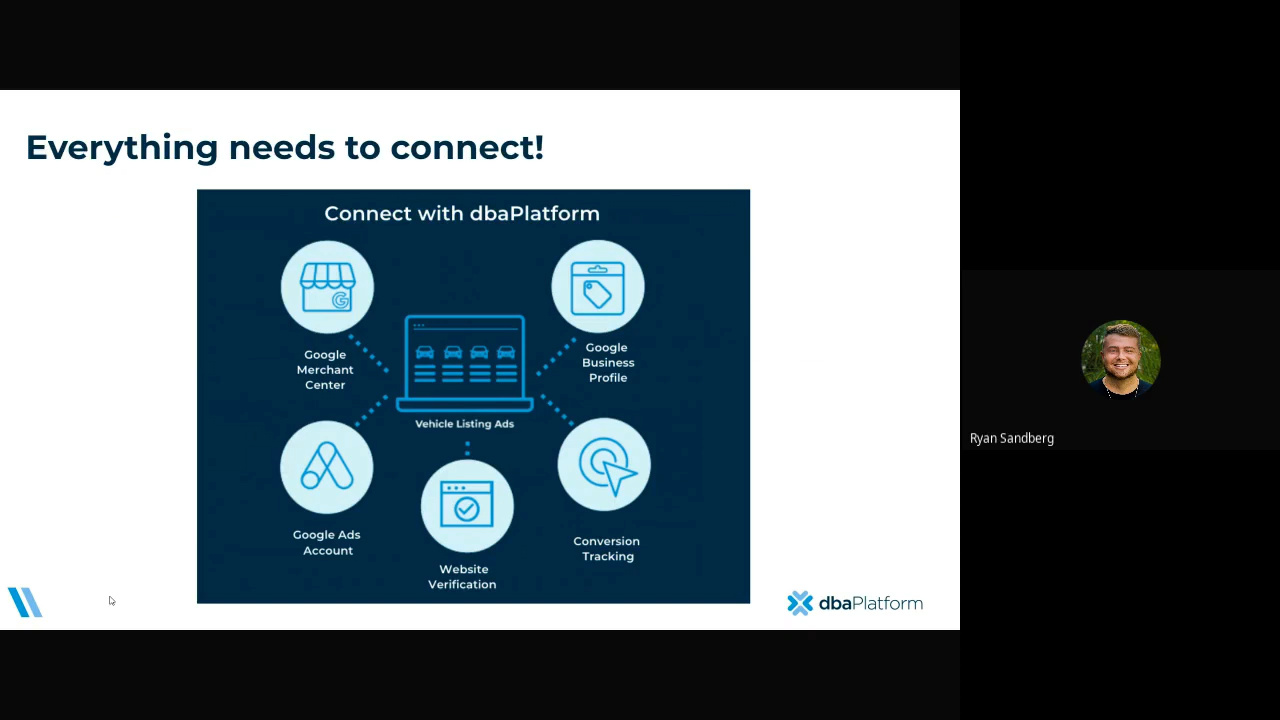 Everything needs to connect!
Connect with dbaPlatform
Google
Merchant
Center
Google
Business
Profile
Vehicle Listing Ads
Google Ads
Account
Website
Verification
Conversion
Tracking
dbaPlatform
Ryan Sandberg